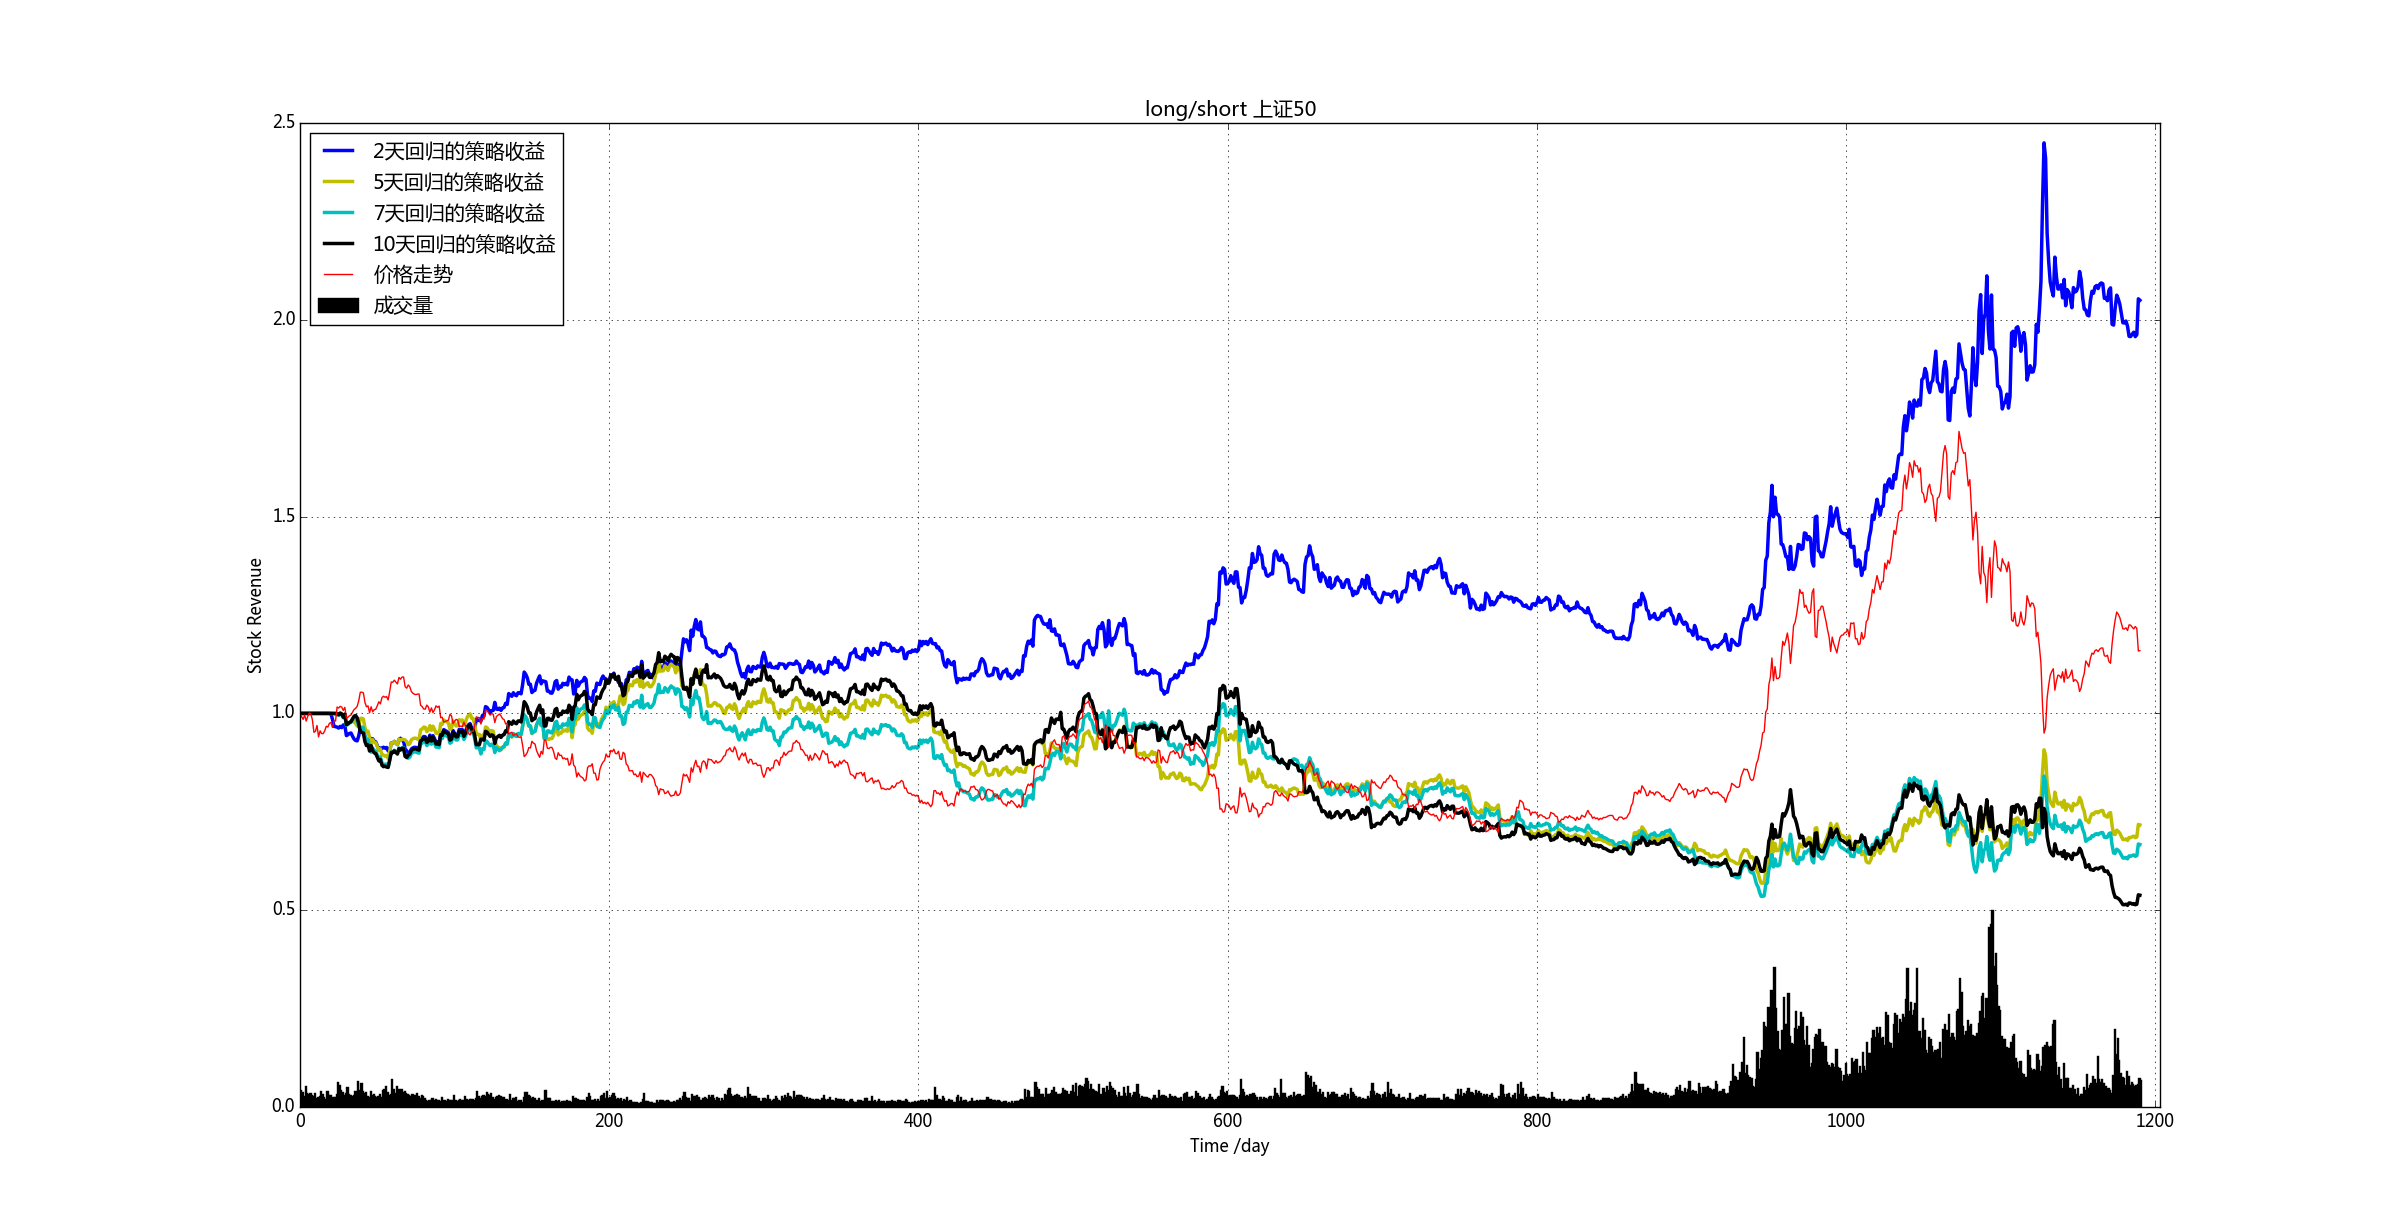 long/short 上证50
2天回归的策略收益
5天回归的策略收益
7天回归的策略收益
10天回归的策略收益
价格走势
成交量
Stock Revenue
2.5
2.0
1.5
1.0
0.5
0.0
0 200 400 600 800 1000 1200
Time /day